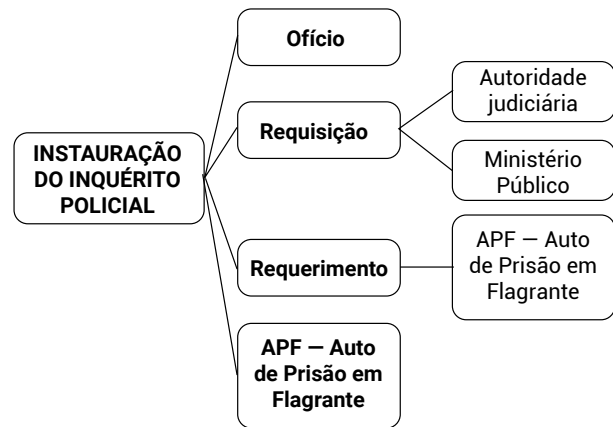 INSTAURAÇÃO
DO INQUÉRITO
POLICIAL
Ofício
Requisição
Autoridade
judiciária
Ministério
Público
Requerimento
APF — Auto
de Prisão em
Flagrante
APF — Auto
de Prisão em
Flagrante